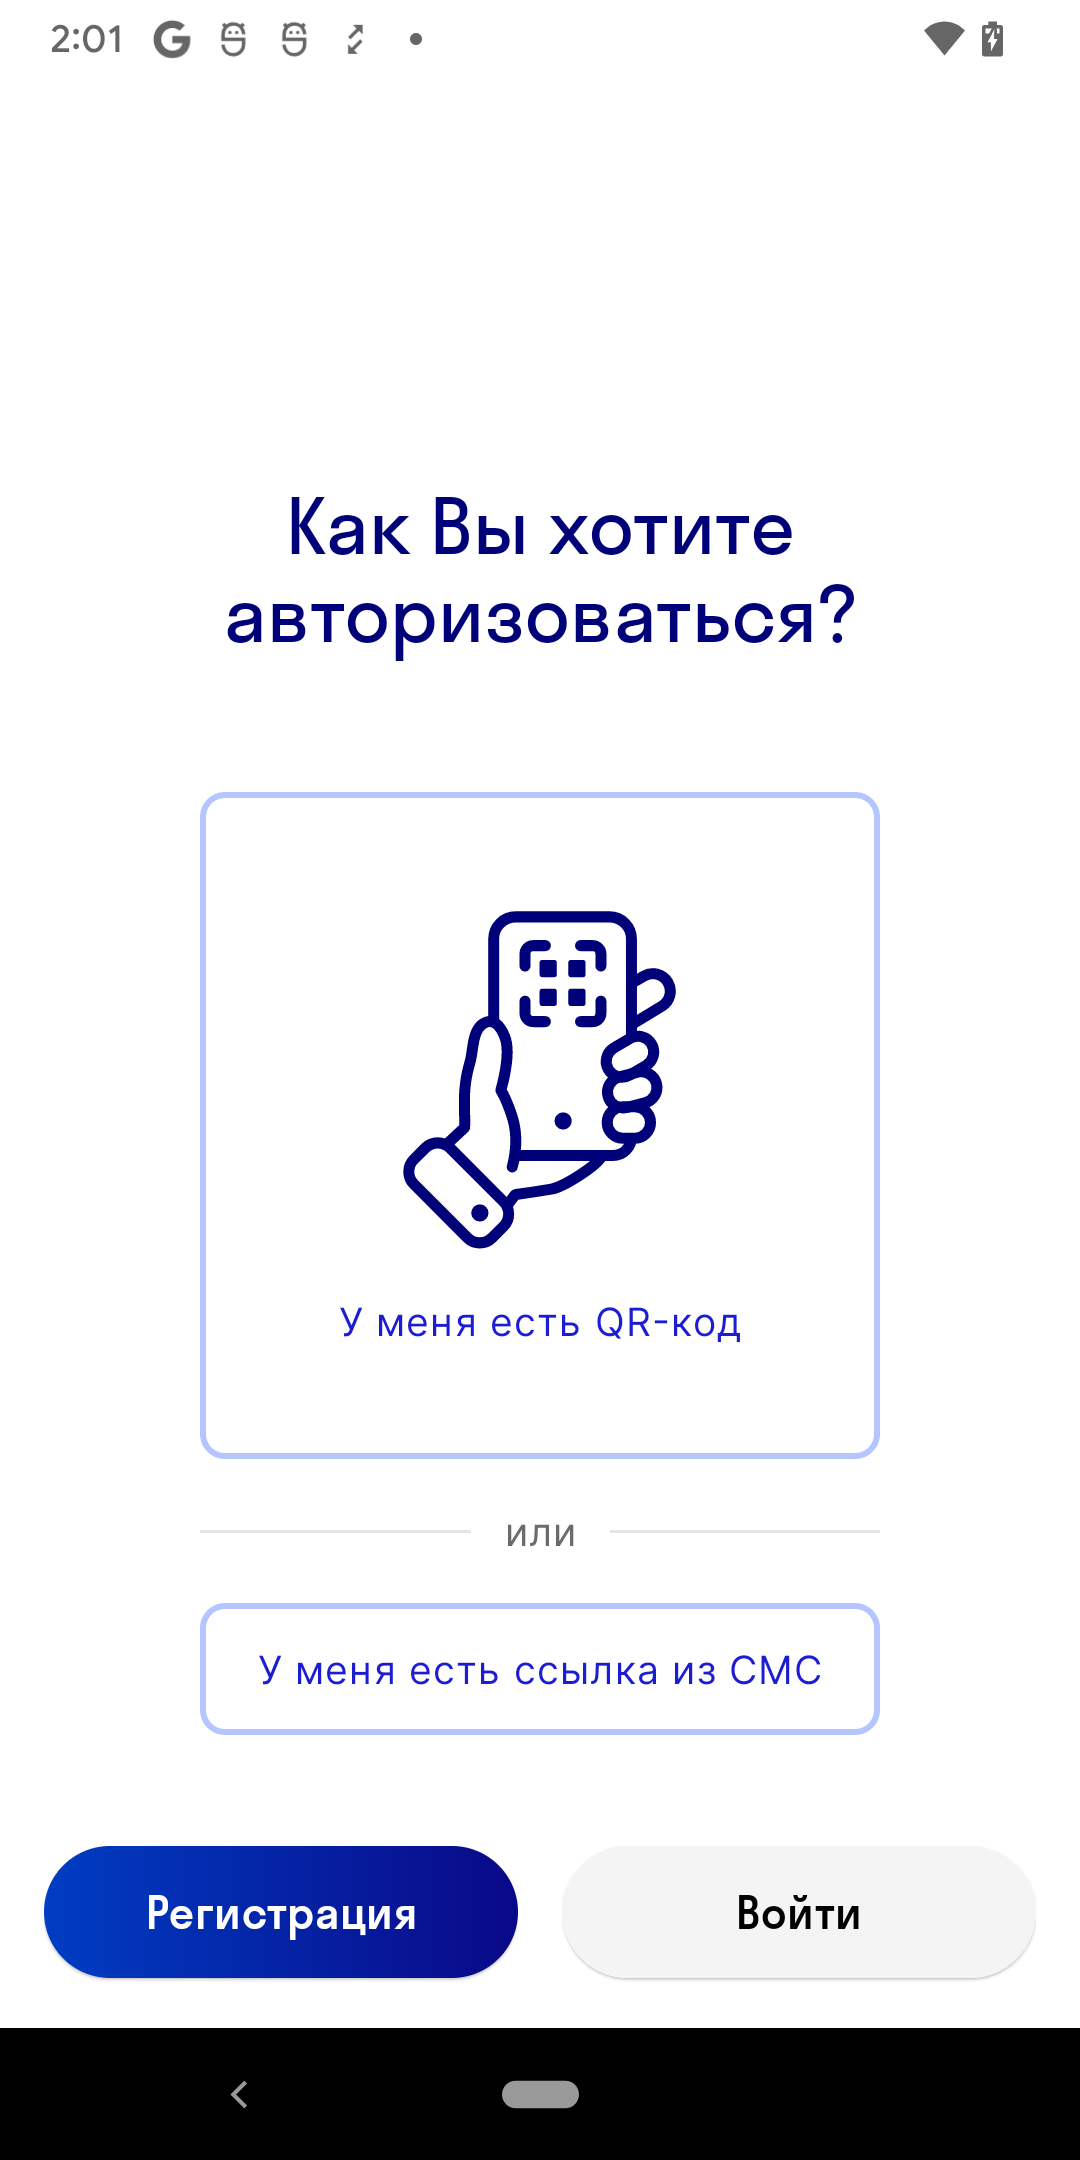 2:01
Как Вы хотите
авторизоваться?
У меня есть QR-код
или
У меня есть ссылка из СМС
Регистрация
Войти